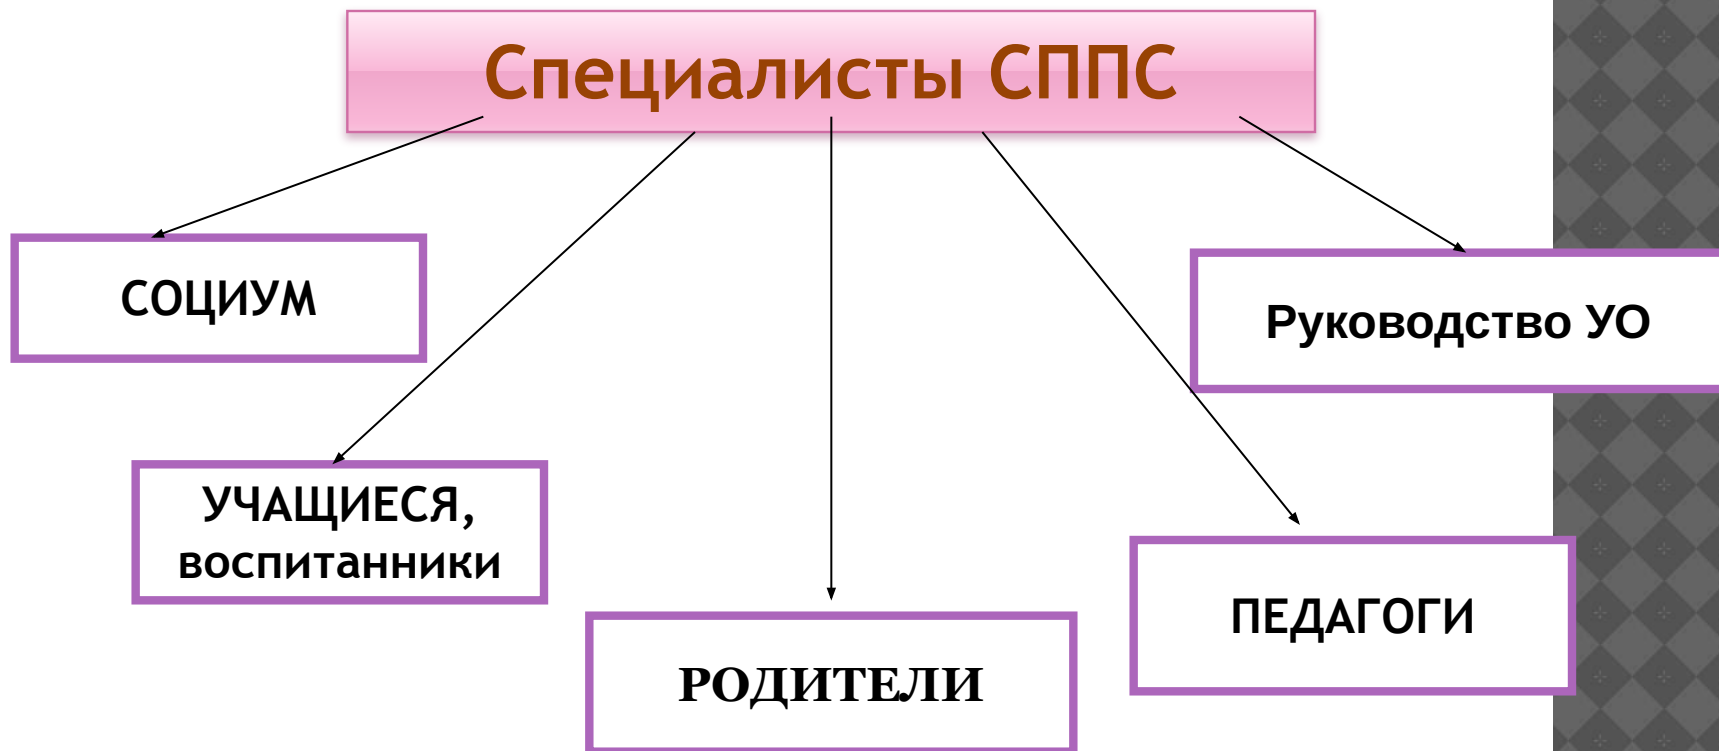 Специалисты СППС
СОЦИУМ
Руководство УО
УЧАЩИЕСЯ,
воспитанники
ПЕДАГОГИ
РОДИТЕЛИ